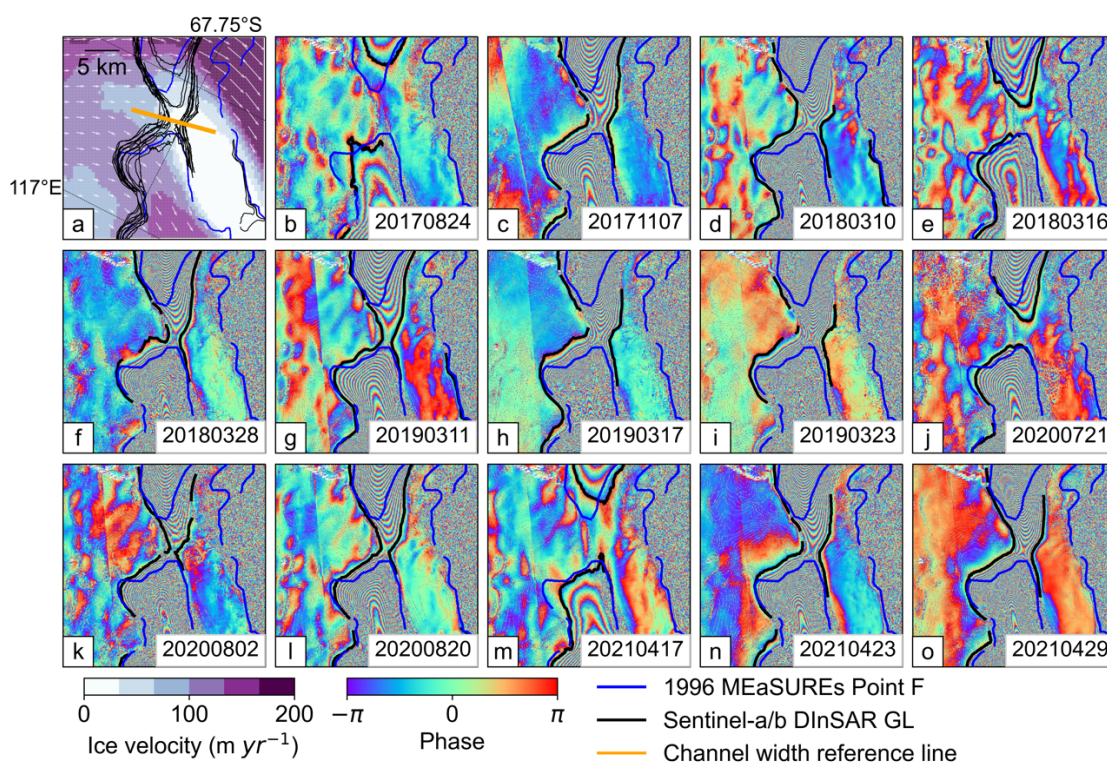 67.75°S
5 km
117°E
a
b
20170824
c
20171107
d
20180310
e
20180316
f
20180328
g
20190311
h
20190317
i
20190323
j
20200721
k
20200802
l
20200820
m
20210417
n
20210423
o
20210429
0
100
200
Ice velocity (m yr⁻¹)
−π
0
π
Phase
1996 MEaSUREs Point F
Sentinel-a/b DInSAR GL
Channel width reference line